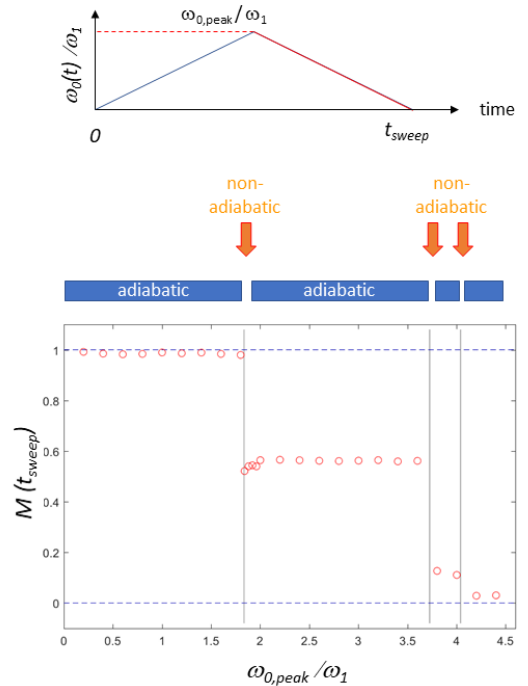 ω0,peak/ω1
ω0(t)/ω1
time
0
tsweep
non-
adiabatic
non-
adiabatic
adiabatic
adiabatic
1
0.8
0.6
0.4
0.2
0
M (tsweep)
0
0.5
1
1.5
2
2.5
3
3.5
4
4.5
ω0,peak/ω1